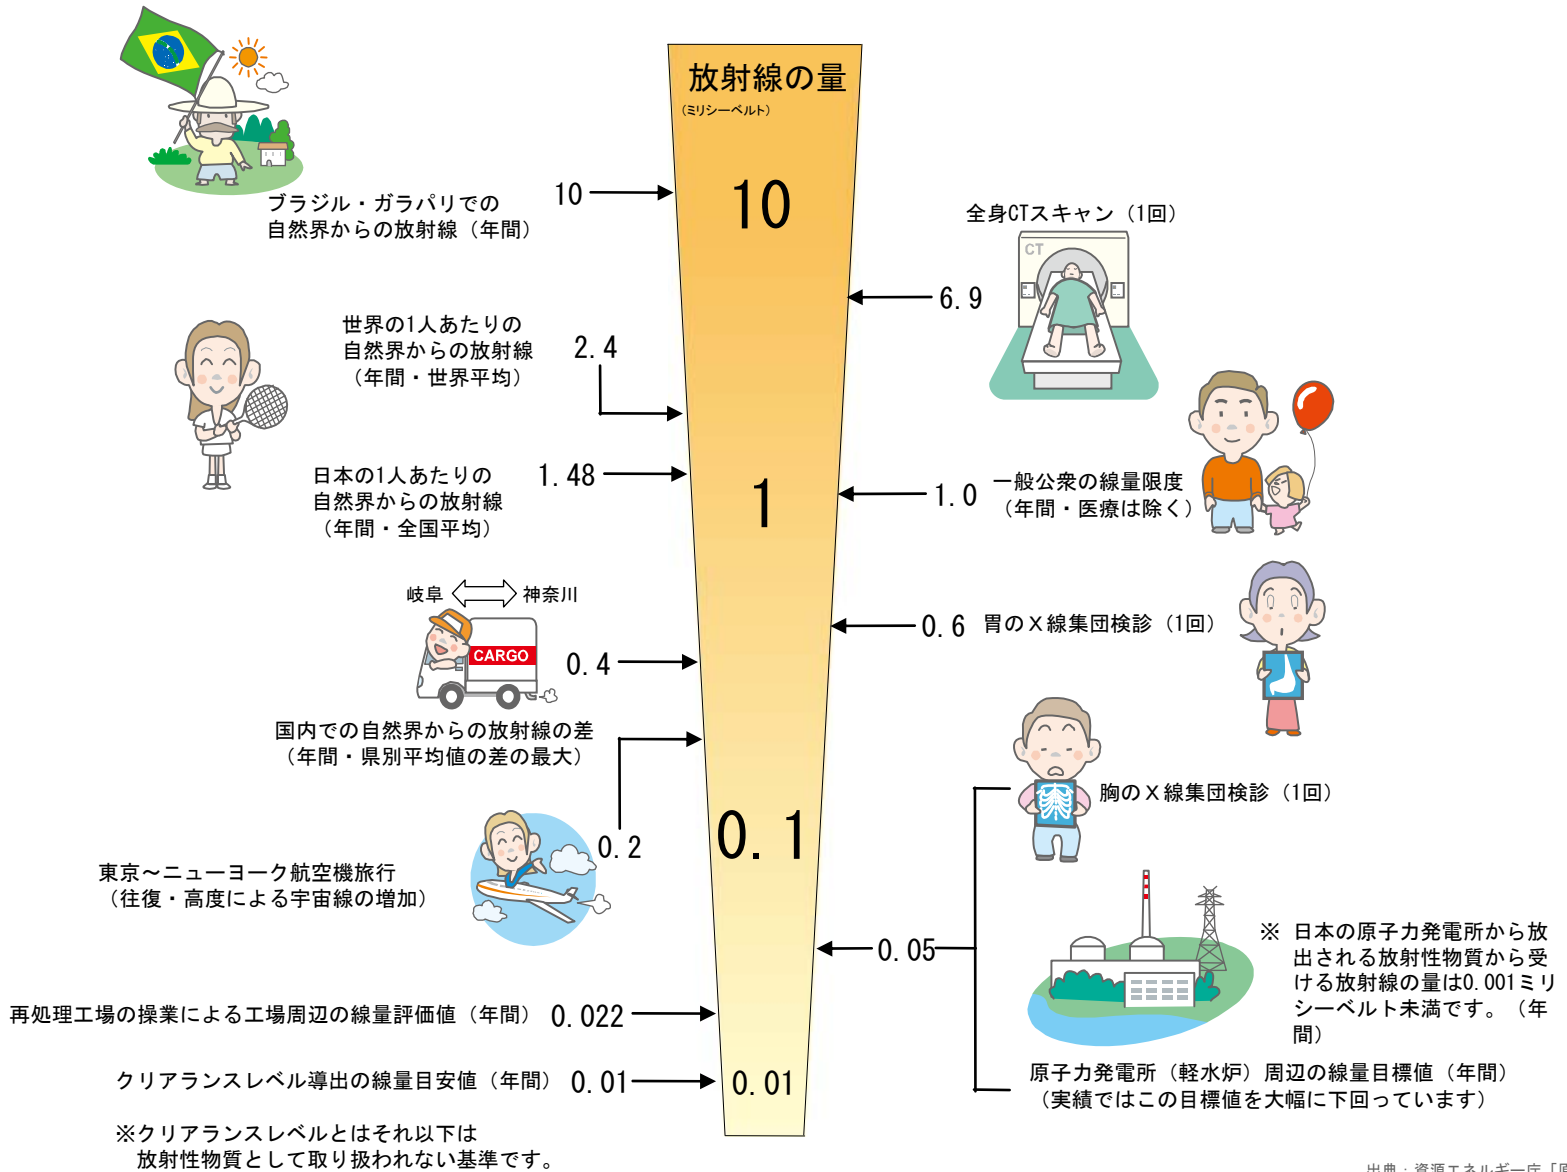 放射線の量
(ミリシーベルト)
10
1
0.1
0.01
ブラジル・ガラパリでの
自然界からの放射線（年間）
10
世界の1人あたりの
自然界からの放射線
（年間・世界平均）
2.4
日本の1人あたりの
自然界からの放射線
（年間・全国平均）
1.48
岐阜 神奈川
CARGO
0.4
国内での自然界からの放射線の差
（年間・県別平均値の差の最大）
0.2
東京～ニューヨーク航空機旅行
（往復・高度による宇宙線の増加）
再処理工場の操業による工場周辺の線量評価値（年間） 0.022
クリアランスレベル導出の線量目安値（年間） 0.01
※クリアランスレベルとはそれ以下は
放射性物質として取り扱われない基準です。
全身CTスキャン（1回）
CT
6.9
1.0
一般公衆の線量限度
（年間・医療は除く）
0.6 胃のX線集団検診（1回）
胸のX線集団検診（1回）
0.05
※ 日本の原子力発電所から放
出される放射性物質から受
ける放射線の量は0.001ミリ
シーベルト未満です。（年
間）
原子力発電所（軽水炉）周辺の線量目標値（年間）
（実績ではこの目標値を大幅に下回っています）
出典：資源エネルギー庁「